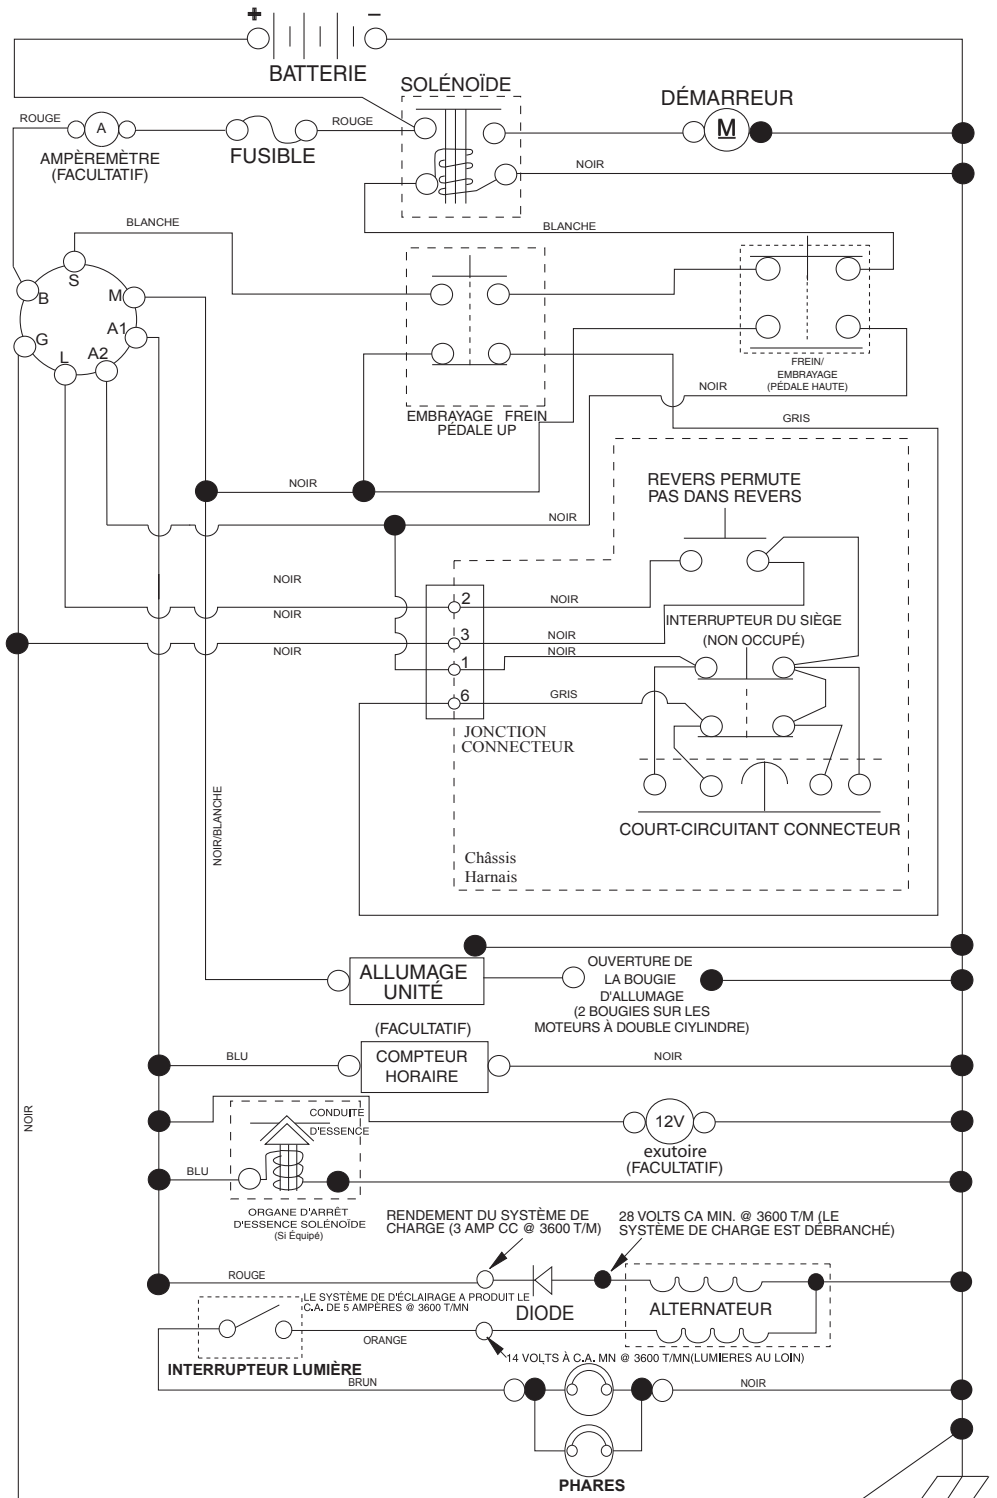 + −
BATTERIE
SOLÉNOÏDE
DÉMARREUR
ROUGE
A
ROUGE
M
AMPÈREMÈTRE
(FACULTATIF)
FUSIBLE
NOIR
BLANCHE
BLANCHE
S
B
M
G
A1
L
A2
FREIN/
EMBRAYAGE
(PÉDALE HAUTE)
NOIR
EMBRAYAGE FREIN
PÉDALE UP
GRIS
NOIR
REVERS PERMUTE
PAS DANS REVERS
NOIR
NOIR
2
NOIR
NOIR
INTERRUPTEUR DU SIÈGE
(NON OCCUPÉ)
3
NOIR
NOIR
NOIR
1
6
GRIS
JONCTION
CONNECTEUR
NOIR/BLANCHE
COURT-CIRCUITANT CONNECTEUR
Châssis
Harnais
ALLUMAGE
UNITÉ
OUVERTURE DE
LA BOUGIE
D'ALLUMAGE
(2 BOUGIES SUR LES
MOTEURS À DOUBLE CIYLINDRE)
(FACULTATIF)
BLU
COMPTEUR
HORAIRE
NOIR
NOIR
CONDUITE
D'ESSENCE
12V
exutoire
(FACULTATIF)
BLU
ORGANE D'ARRÊT
D'ESSENCE SOLÉNOÏDE
(Si Équipé)
RENDEMENT DU SYSTÈME DE
CHARGE (3 AMP CC @ 3600 T/M)
28 VOLTS CA MIN. @ 3600 T/M (LE
SYSTÈME DE CHARGE EST DÉBRANCHÉ)
ROUGE
LE SYSTÈME DE D'ÉCLAIRAGE A PRODUIT LE
C.A. DE 5 AMPÈRES @ 3600 T/MN
DIODE
ALTERNATEUR
ORANGE
INTERRUPTEUR LUMIÈRE
14 VOLTS À C.A. MN @ 3600 T/MN(LUMIERES AU LOIN)
BRUN
NOIR
PHARES